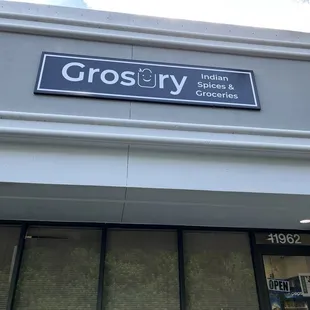 Grosury
Indian
Spices &
Groceries
11962
OPEN